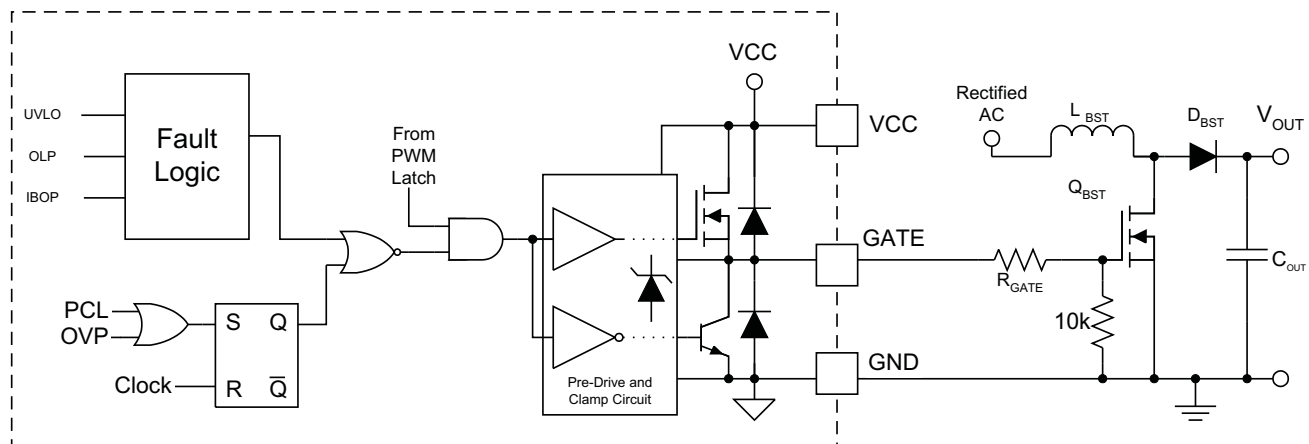 UVLO
OLP
IBOP
Fault
Logic
PCL
OVP
Clock
S
Q
R
Q̅
From
PWM
Latch
Pre-Drive and
Clamp Circuit
VCC
VCC
GATE
GND
Rectified
AC
L BST
D BST
V OUT
Q BST
R GATE
10k
C OUT